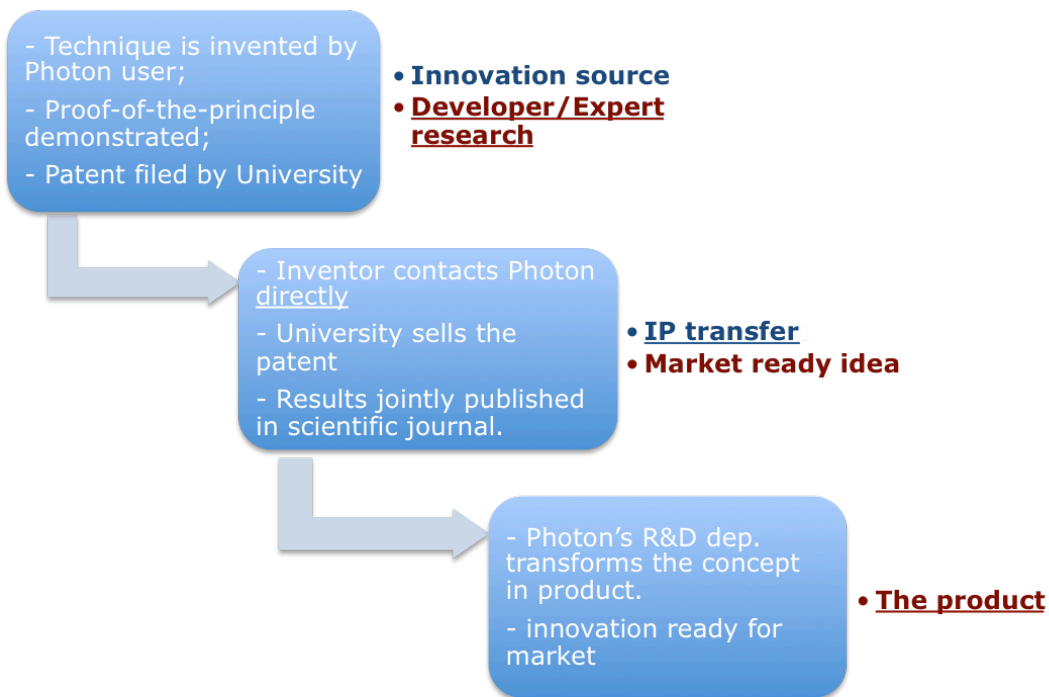 - Technique is invented by
Photon user;
- Proof-of-the-principle
demonstrated;
- Patent filed by University
• Innovation source
• Developer/Expert
research
- Inventor contacts Photon
directly
- University sells the
patent
- Results jointly published
in scientific journal.
• IP transfer
• Market ready idea
- Photon’s R&D dep.
transforms the concept
in product.
- innovation ready for
market
• The product